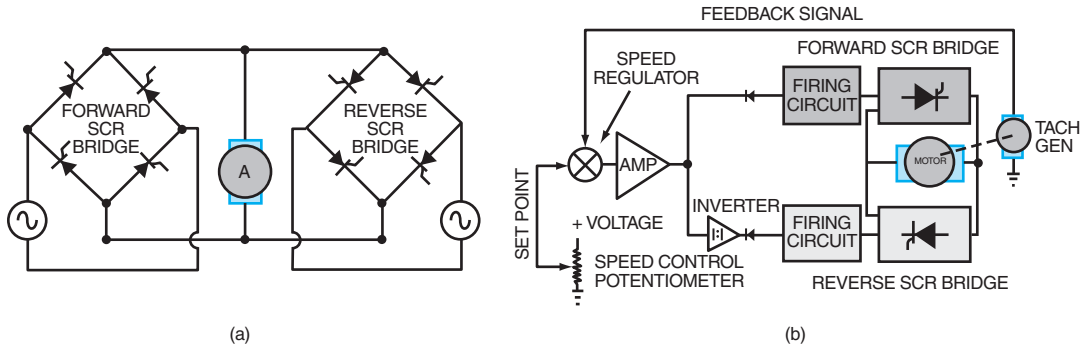 FORWARD
SCR
BRIDGE
A
REVERSE
SCR
BRIDGE
(a)
FEEDBACK SIGNAL
SPEED
REGULATOR
FORWARD SCR BRIDGE
FIRING
CIRCUIT
TACH
GEN
AMP
MOTOR
SET POINT
INVERTER
+ VOLTAGE
FIRING
CIRCUIT
SPEED CONTROL
POTENTIOMETER
REVERSE SCR BRIDGE
(b)